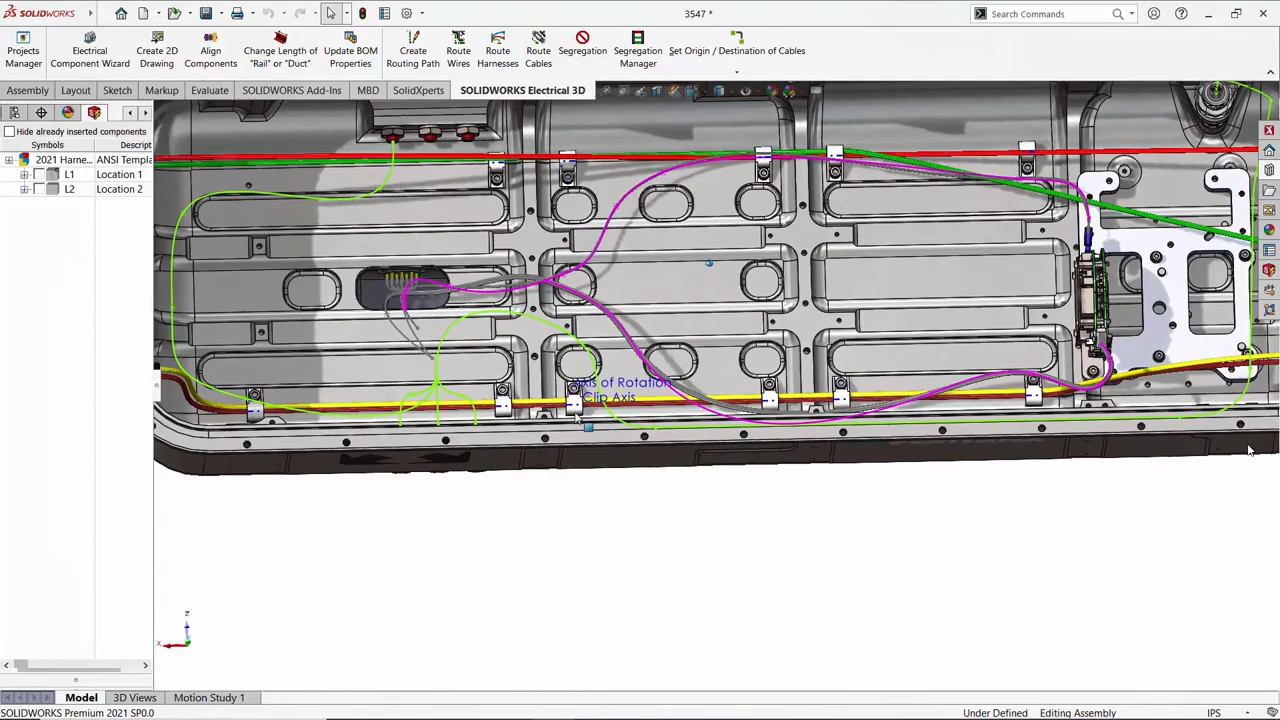 SOLIDWORKS
3547 *
Search Commands
Projects Manager
Electrical Component Wizard
Create 2D Drawing
Align Components
Change Length of "Rail" or "Duct"
Update BOM Properties
Create Routing Path
Route Wires
Route Harnesses
Route Cables
Segregation
Segregation Manager
Set Origin / Destination of Cables
Assembly
Layout
Sketch
Markup
Evaluate
SOLIDWORKS Add-Ins
MBD
SolidXperts
SOLIDWORKS Electrical 3D
Hide already inserted components
Symbols
Descript
2021 Harne... ANSI Templa
L1 Location 1
L2 Location 2
Axis of Rotation
Clip Axis
z
x
Model
3D Views
Motion Study 1
SOLIDWORKS Premium 2021 SP0.0
Under Defined
Editing Assembly
IPS